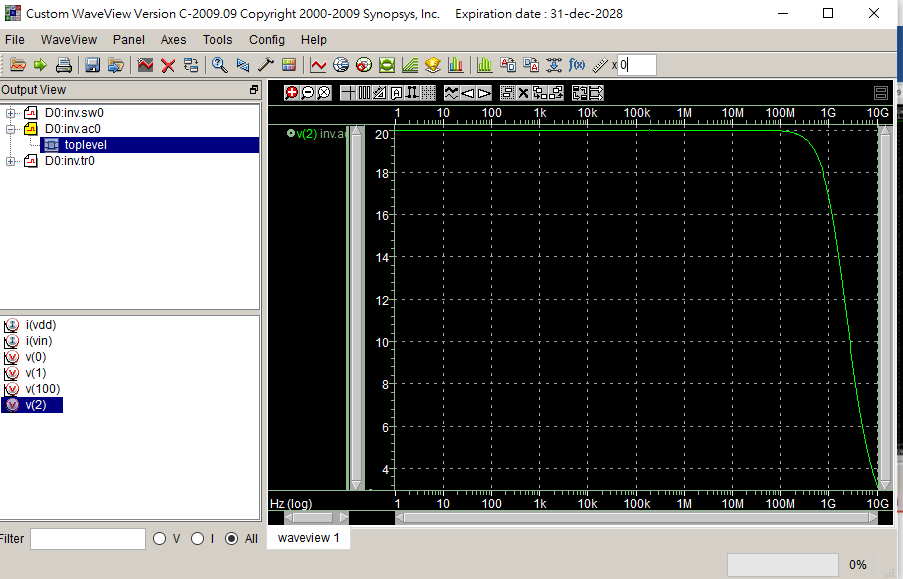 Custom WaveView Version C-2009.09 Copyright 2000-2009 Synopsys, Inc. Expiration date : 31-dec-2028
File WaveView Panel Axes Tools Config Help
f(x) x 0
Output View
D0:inv.sw0
D0:inv.ac0
toplevel
D0:inv.tr0
i(vdd)
i(vin)
v(0)
v(1)
v(100)
v(2)
Filter V I All
1 10 100 1k 10k 100k 1M 10M 100M 1G 10G
v(2) inv.ac
20
18
16
14
12
10
8
6
4
Hz (log) 1 10 100 1k 10k 100k 1M 10M 100M 1G 10G
waveview 1
0%